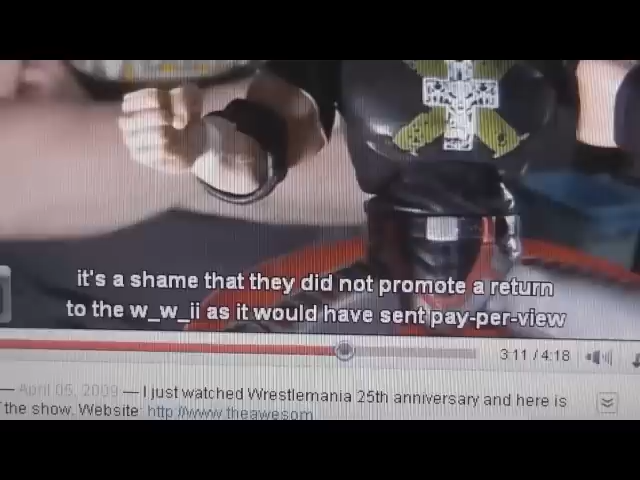 it's a shame that they did not promote a return
to the w_w_ii as it would have sent pay-per-view
3:11 / 4:18
— April 05, 2009 — I just watched Wrestlemania 25th anniversary and here is
the show. Website: http://www.theawesom